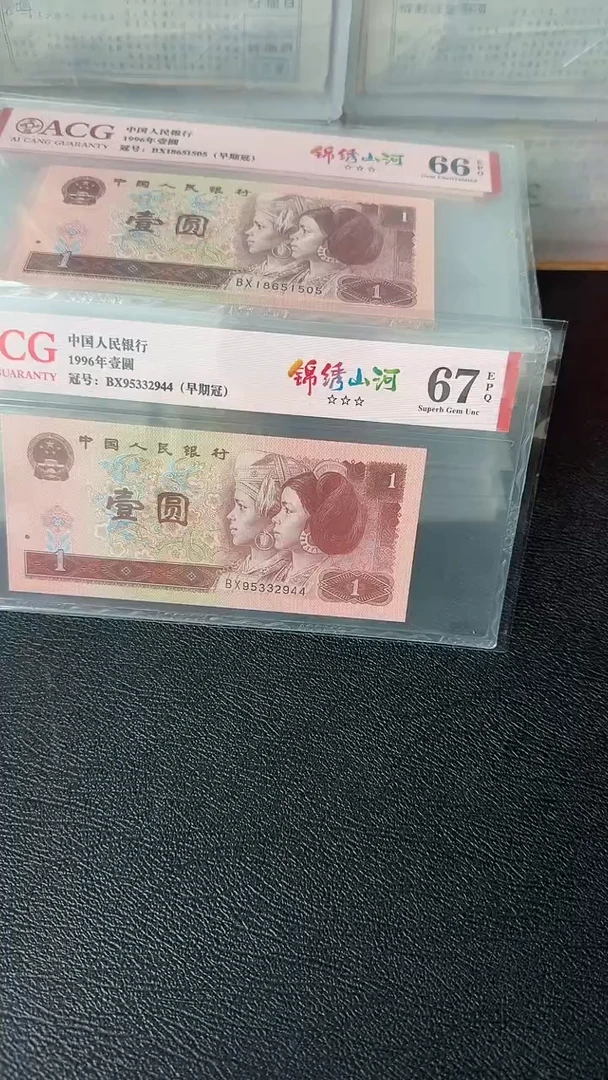 ACG
AI CANG GUARANTY
中国人民银行
1996年壹圆
冠号：BX18651505（早期冠）
锦绣山河
☆☆☆
66
EPQ
Gem Uncirculated
中国人民银行
壹圆
1
1
BX18651505
1
CG
GUARANTY
中国人民银行
1996年壹圆
冠号：BX95332944（早期冠）
锦绣山河
☆☆☆
67
EPQ
Superb Gem Unc
中国人民银行
壹圆
1
1
BX95332944
1